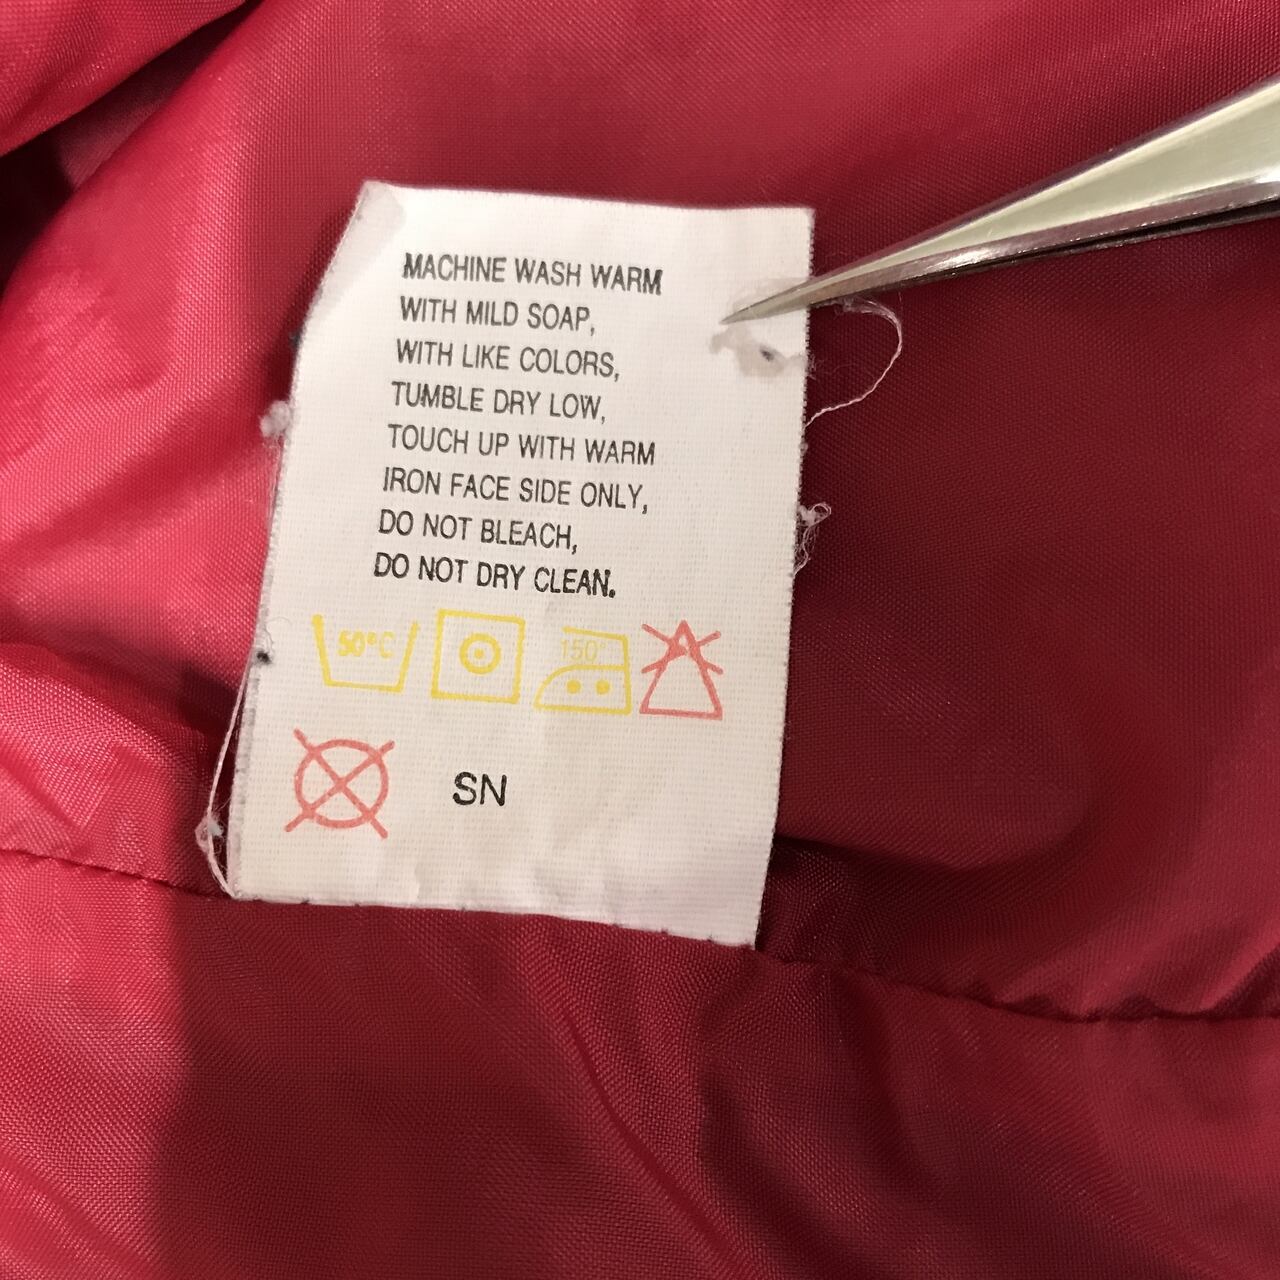 MACHINE WASH WARM
WITH MILD SOAP,
WITH LIKE COLORS,
TUMBLE DRY LOW,
TOUCH UP WITH WARM
IRON FACE SIDE ONLY,
DO NOT BLEACH,
DO NOT DRY CLEAN.
50°C 150°
SN